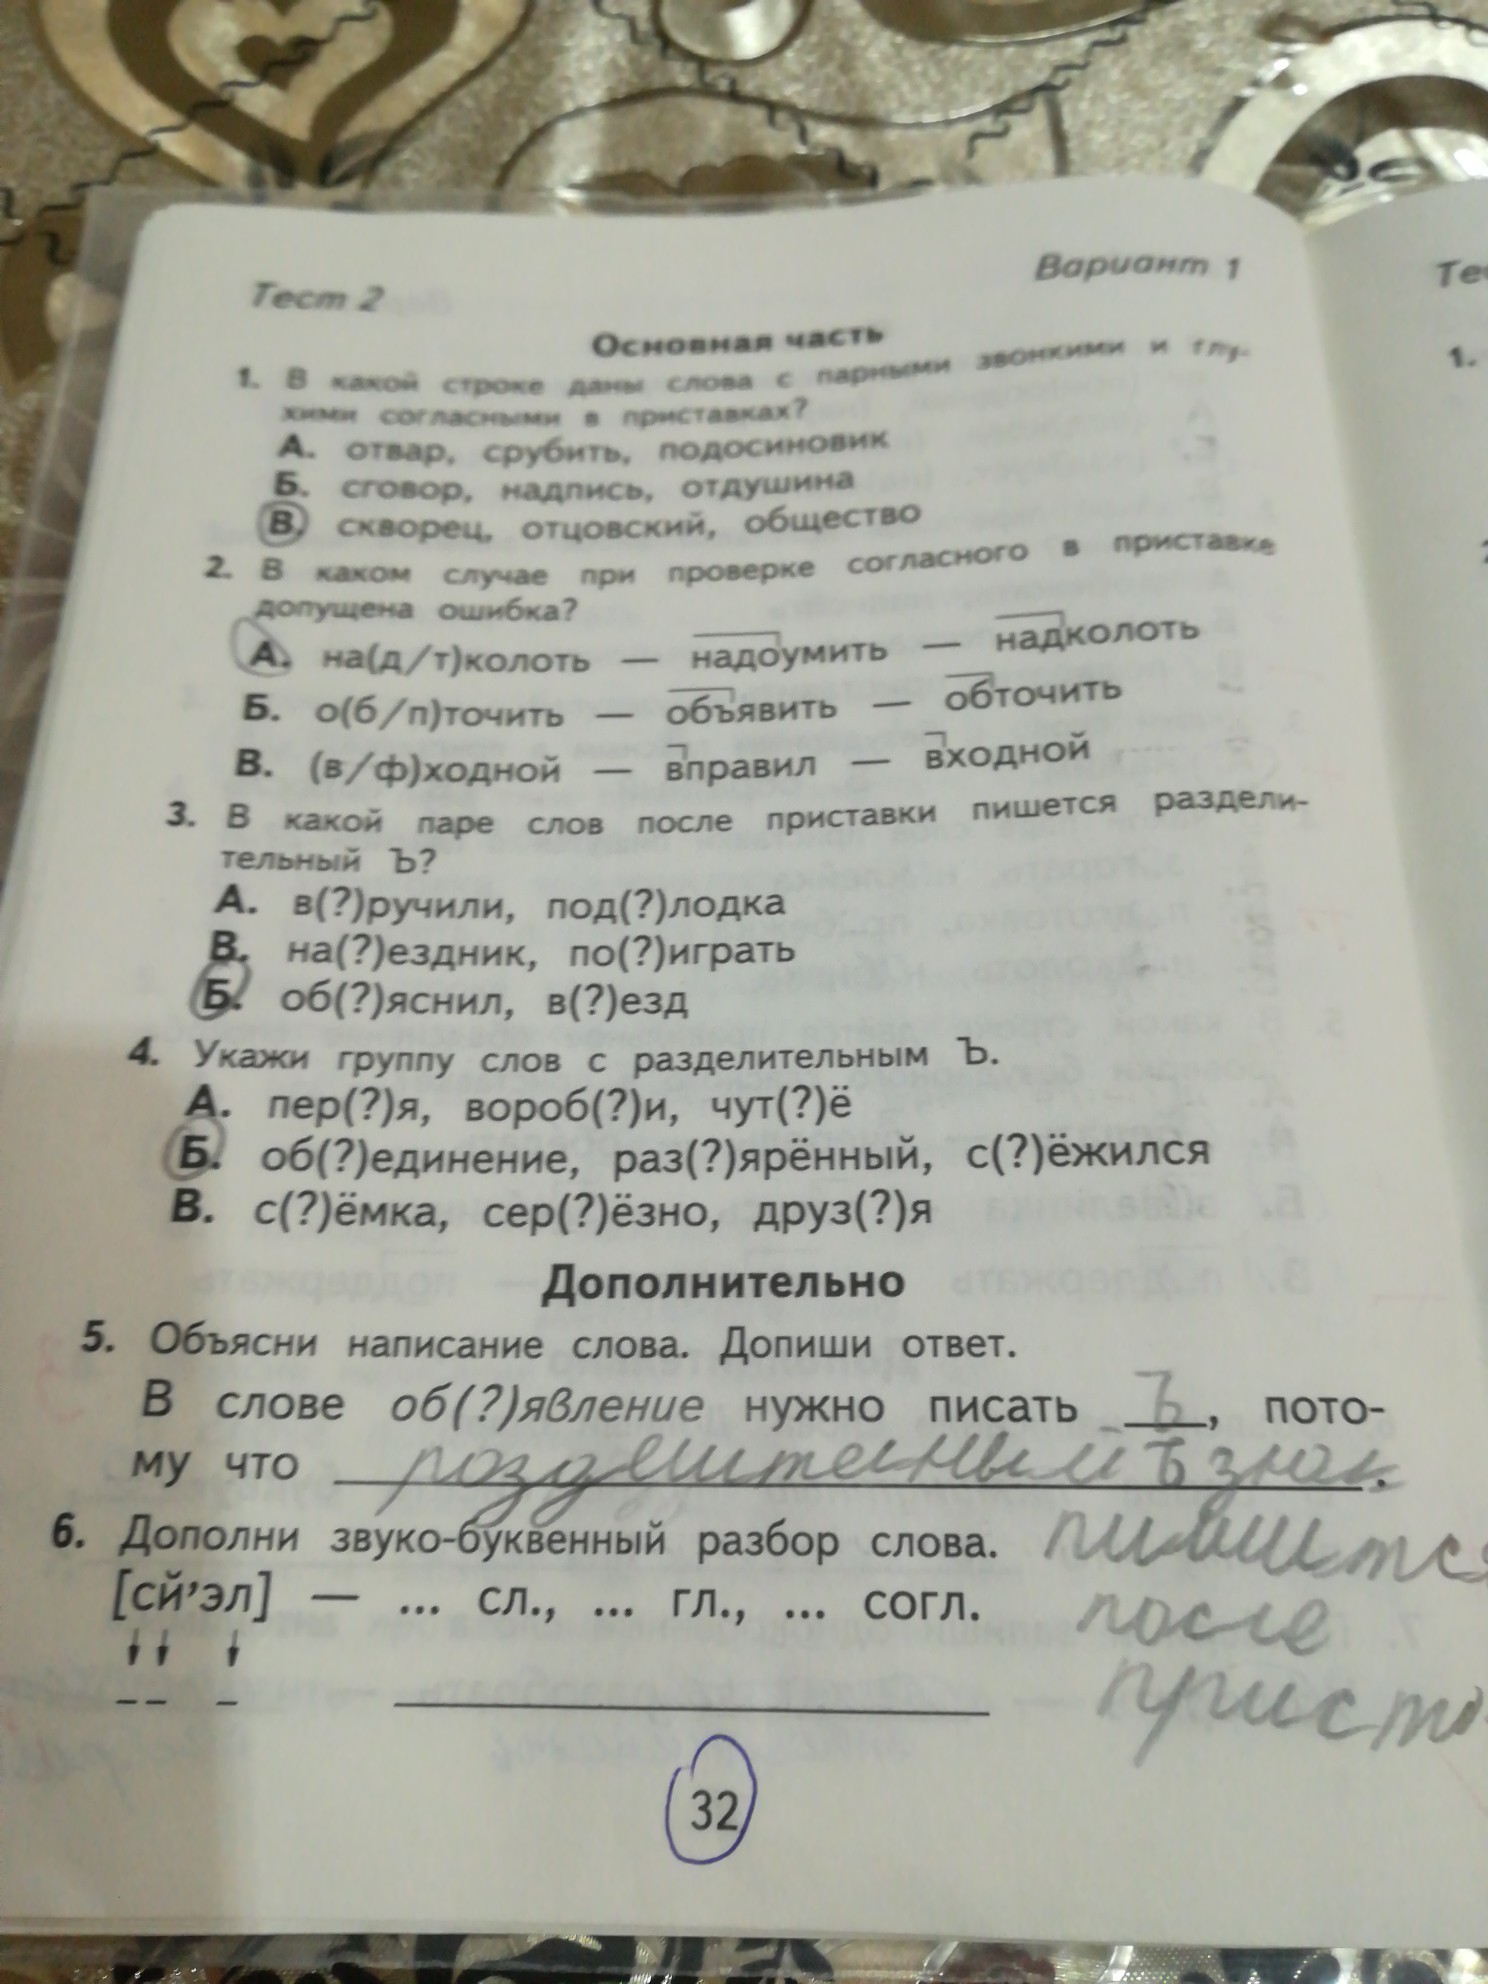 Тест 2
Вариант 1
Основная часть
1. В какой строке даны слова с парными звонкими и глу-
хими согласными в приставках?
А. отвар, срубить, подосиновик
Б. сговор, надпись, отдушина
В. скворец, отцовский, общество
2. В каком случае при проверке согласного в приставке
допущена ошибка?
А. на(д/т)колоть — надоумить — надколоть
Б. о(б/п)точить — объявить — обточить
В. (в/ф)ходной — вправил — входной
3. В какой паре слов после приставки пишется раздели-
тельный Ъ?
А. в(?)ручили, под(?)лодка
В. на(?)ездник, по(?)играть
Б. об(?)яснил, в(?)езд
4. Укажи группу слов с разделительным Ъ.
А. пер(?)я, вороб(?)и, чут(?)ё
Б. об(?)единение, раз(?)ярённый, с(?)ёжился
В. с(?)ёмка, сер(?)ёзно, друз(?)я
Дополнительно
5. Объясни написание слова. Допиши ответ.
В слове об(?)явление нужно писать Ъ, пото-
му что разделительный Ъ знак.
пишится
после
приста
6. Дополни звуко-буквенный разбор слова.
[сй’эл] — ... сл., ... гл., ... согл.
32
Те
1.